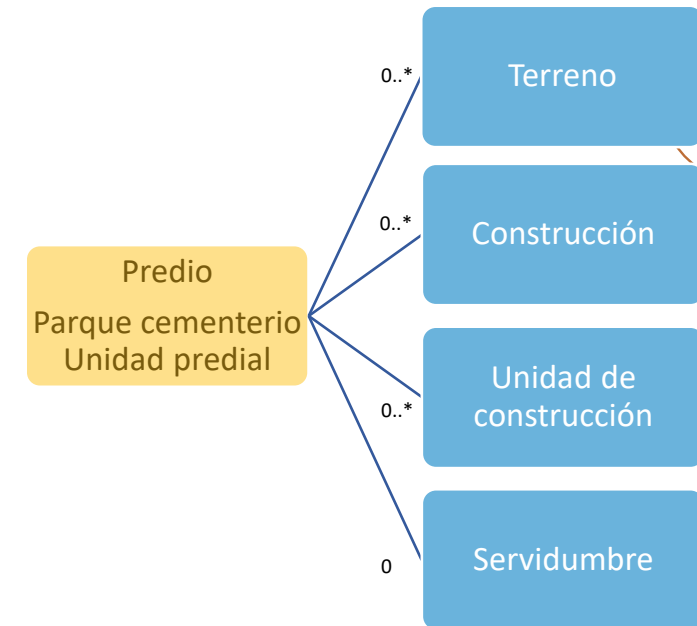 0..*
Terreno
0..*
Construcción
Predio
Parque cementerio
Unidad predial
0..*
Unidad de
construcción
0
Servidumbre